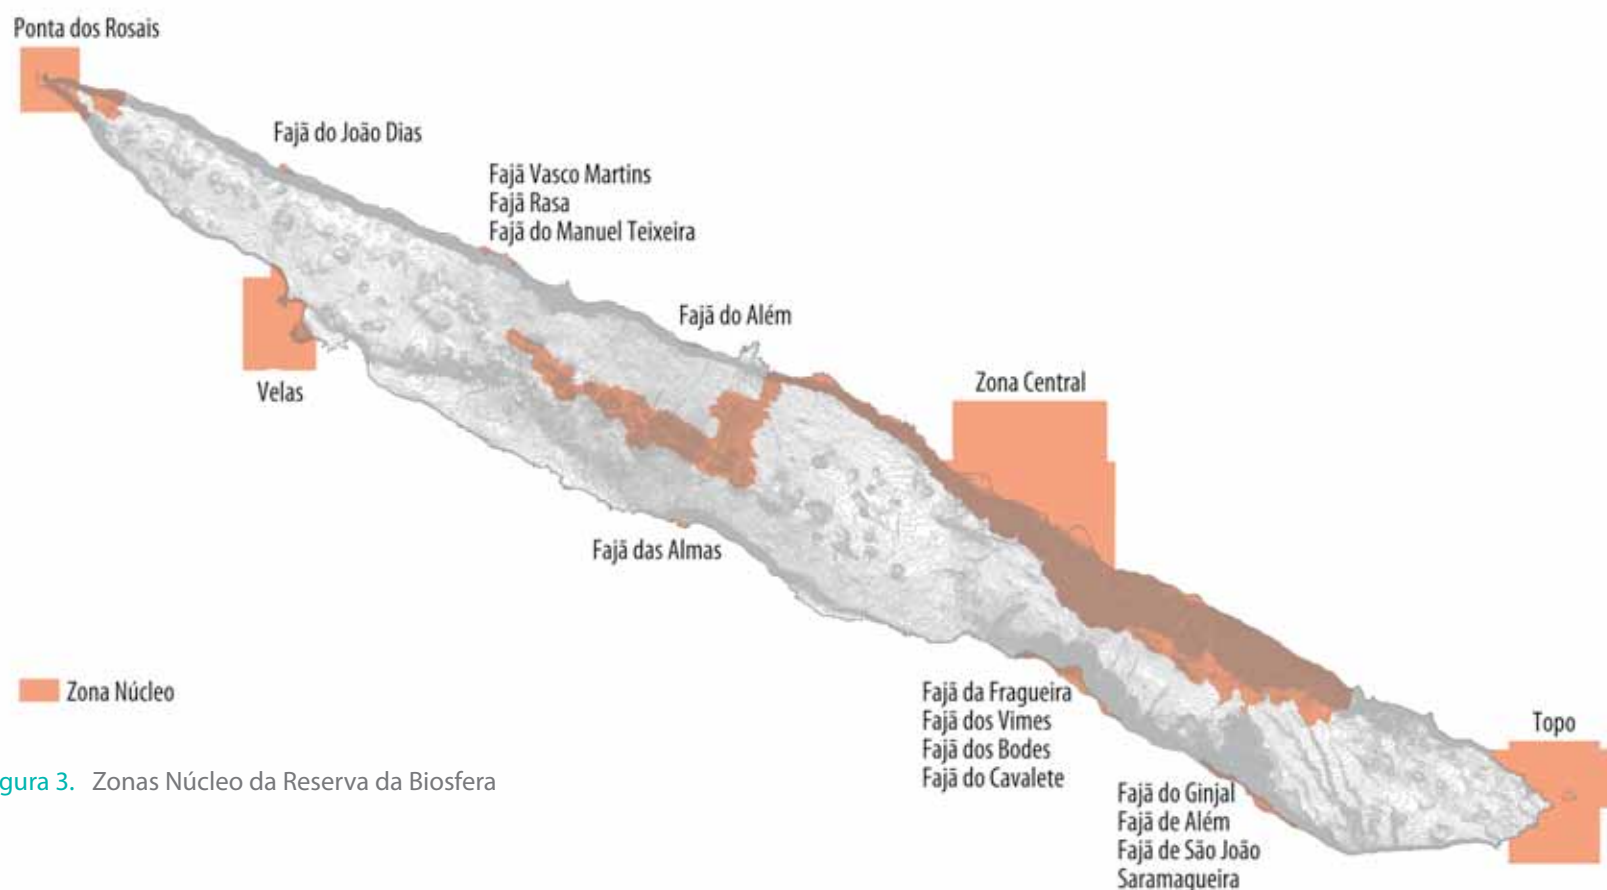 Ponta dos Rosais
Fajã do João Dias
Fajã Vasco Martins
Fajã Rasa
Fajã do Manuel Teixeira
Fajã do Além
Zona Central
Velas
Fajã das Almas
Zona Núcleo
Fajã da Fragueira
Fajã dos Vimes
Fajã dos Bodes
Fajã do Cavalete
Topo
gura 3. Zonas Núcleo da Reserva da Biosfera
Fajã do Ginjal
Fajã de Além
Fajã de São João
Saramagueira